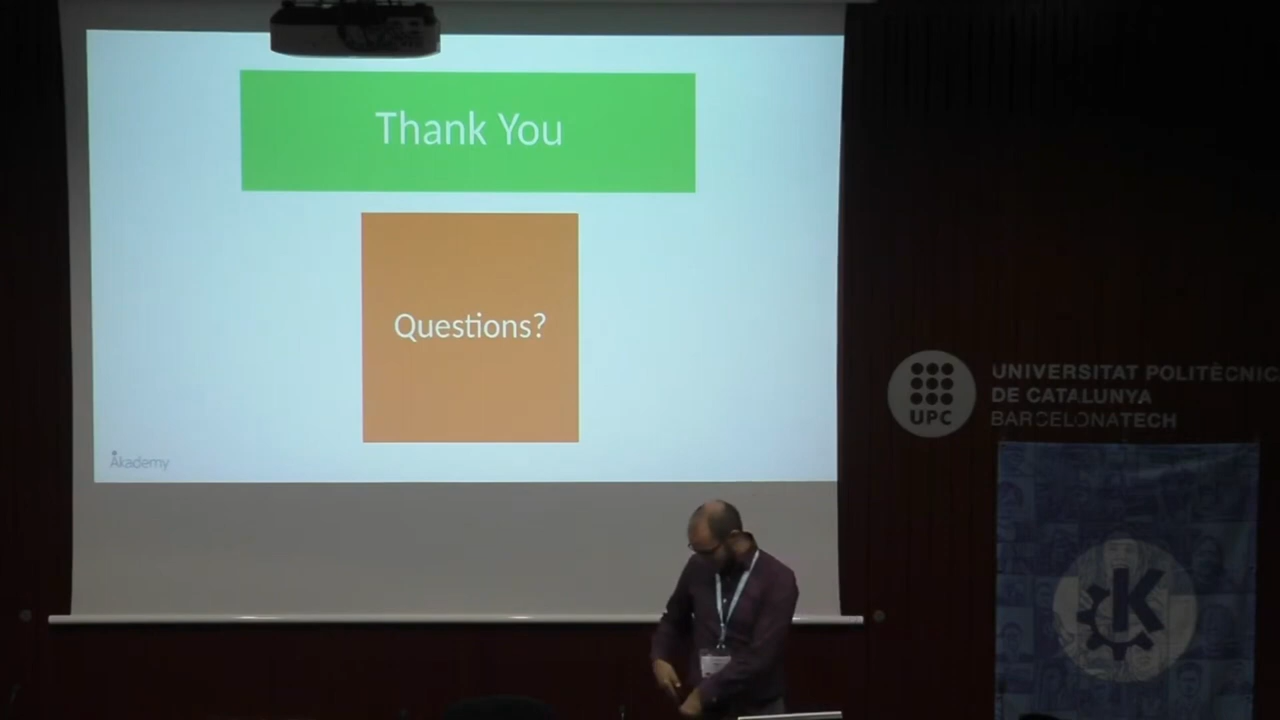 Thank You
Questions?
Akademy
UNIVERSITAT POLITÈCNIC
DE CATALUNYA
BARCELONATECH
UPC
K